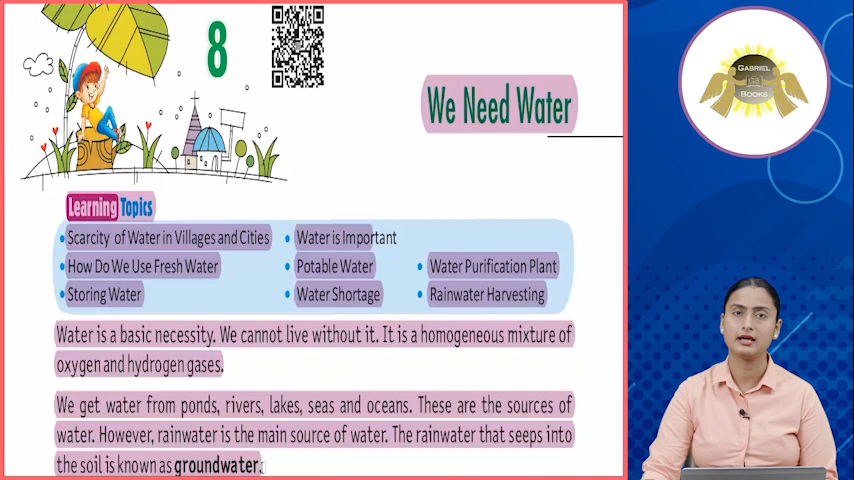 8
We Need Water
GABRIEL
BOOKS
Learning Topics
• Scarcity of Water in Villages and Cities • Water is Important
• How Do We Use Fresh Water • Potable Water • Water Purification Plant
• Storing Water • Water Shortage • Rainwater Harvesting
Water is a basic necessity. We cannot live without it. It is a homogeneous mixture of
oxygen and hydrogen gases.
We get water from ponds, rivers, lakes, seas and oceans. These are the sources of
water. However, rainwater is the main source of water. The rainwater that seeps into
the soil is known as groundwater.